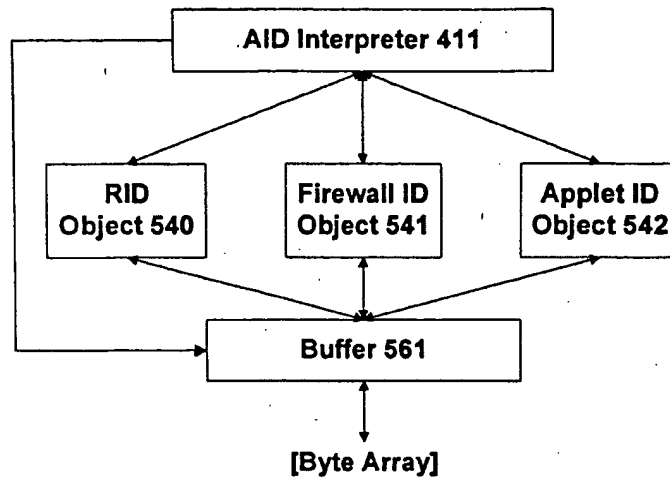 AID Interpreter 411
RID
Object 540
Firewall ID
Object 541
Applet ID
Object 542
Buffer 561
[Byte Array]